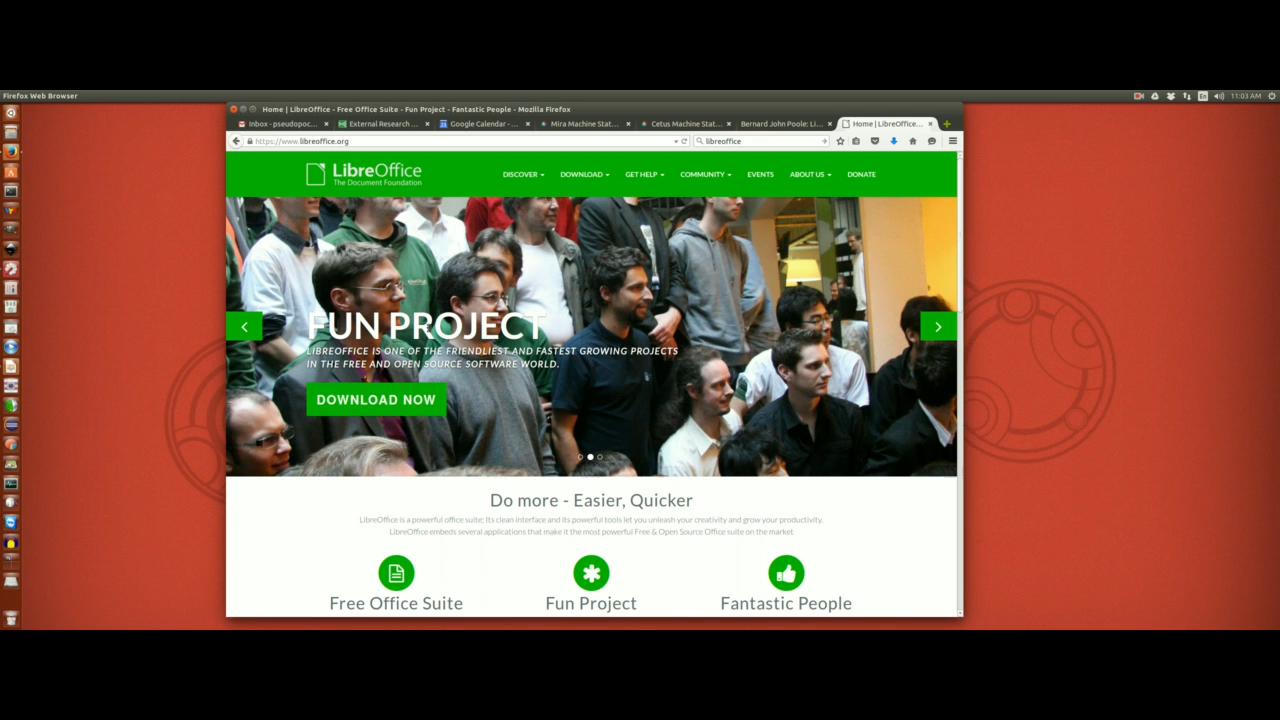 Firefox Web Browser
En
11:03 AM
Home | LibreOffice - Free Office Suite - Fun Project - Fantastic People - Mozilla Firefox
Inbox - pseudopoc...
External Research ...
Google Calendar - ...
Mira Machine Stat...
Cetus Machine Stat...
Bernard John Poole: Li...
Home | LibreOffice...
https://www.libreoffice.org
libreoffice
LibreOffice
The Document Foundation
DISCOVER
DOWNLOAD
GET HELP
COMMUNITY
EVENTS
ABOUT US
DONATE
FUN PROJECT
LIBREOFFICE IS ONE OF THE FRIENDLIEST AND FASTEST GROWING PROJECTS
IN THE FREE AND OPEN SOURCE SOFTWARE WORLD.
DOWNLOAD NOW
Do more - Easier, Quicker
LibreOffice is a powerful office suite; Its clean interface and its powerful tools let you unleash your creativity and grow your productivity.
LibreOffice embeds several applications that make it the most powerful Free & Open Source Office suite on the market
Free Office Suite
Fun Project
Fantastic People